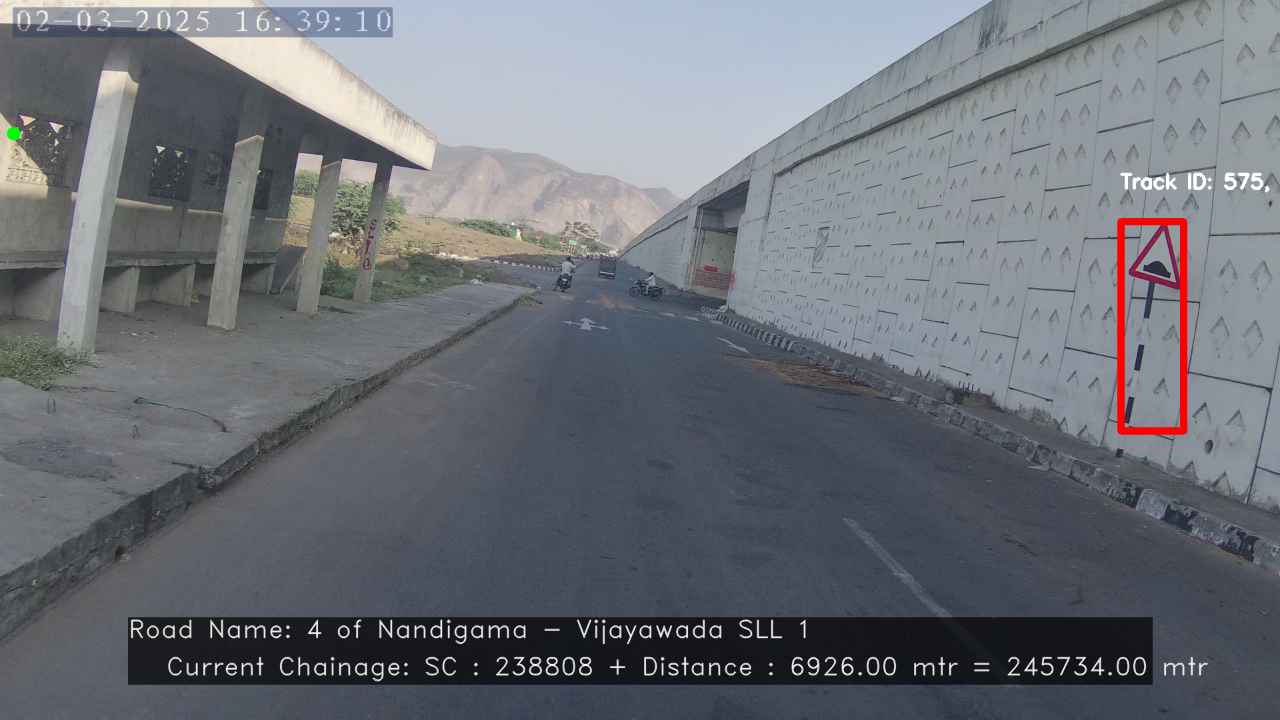 02-03-2025 16:39:10
Track ID: 575,
Road Name: 4 of Nandigama - Vijayawada SLL 1
Current Chainage: SC : 238808 + Distance : 6926.00 mtr = 245734.00 mtr